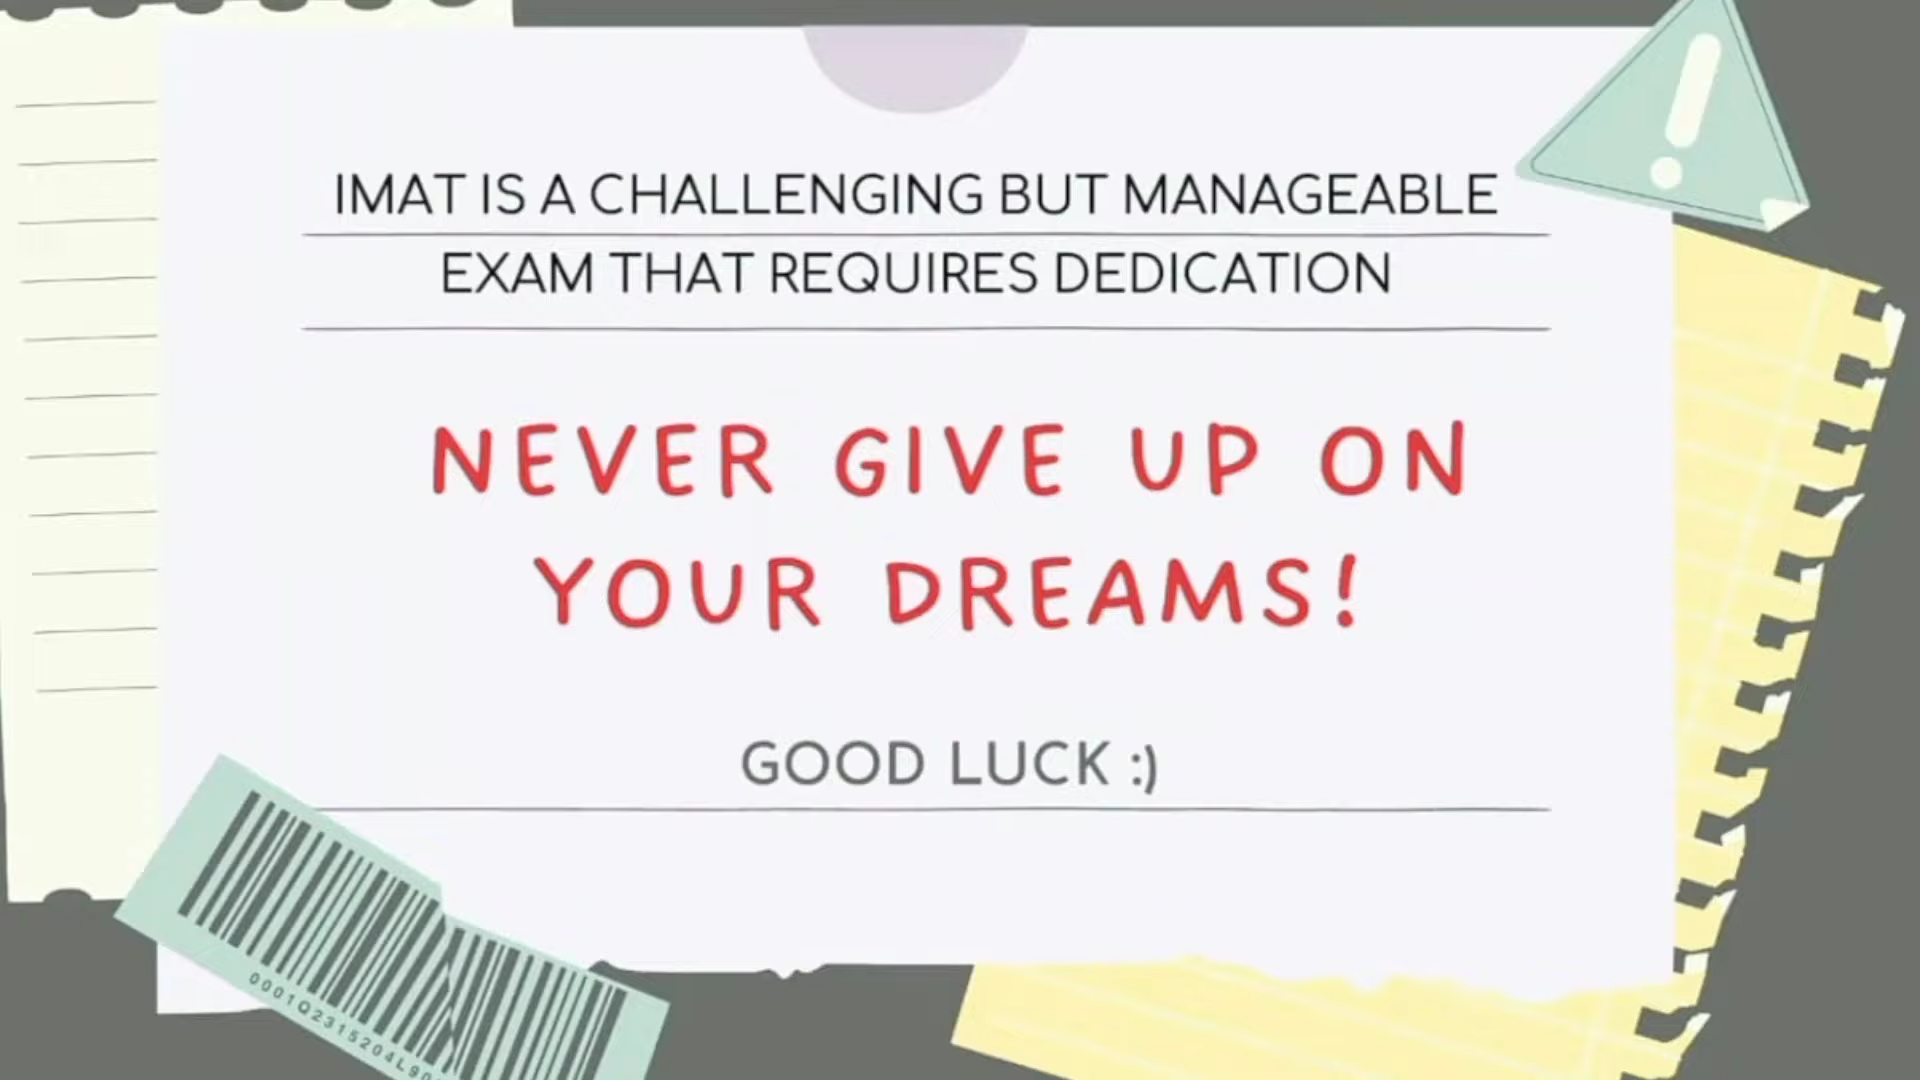 IMAT IS A CHALLENGING BUT MANAGEABLE
EXAM THAT REQUIRES DEDICATION
NEVER GIVE UP ON
YOUR DREAMS!
GOOD LUCK :)